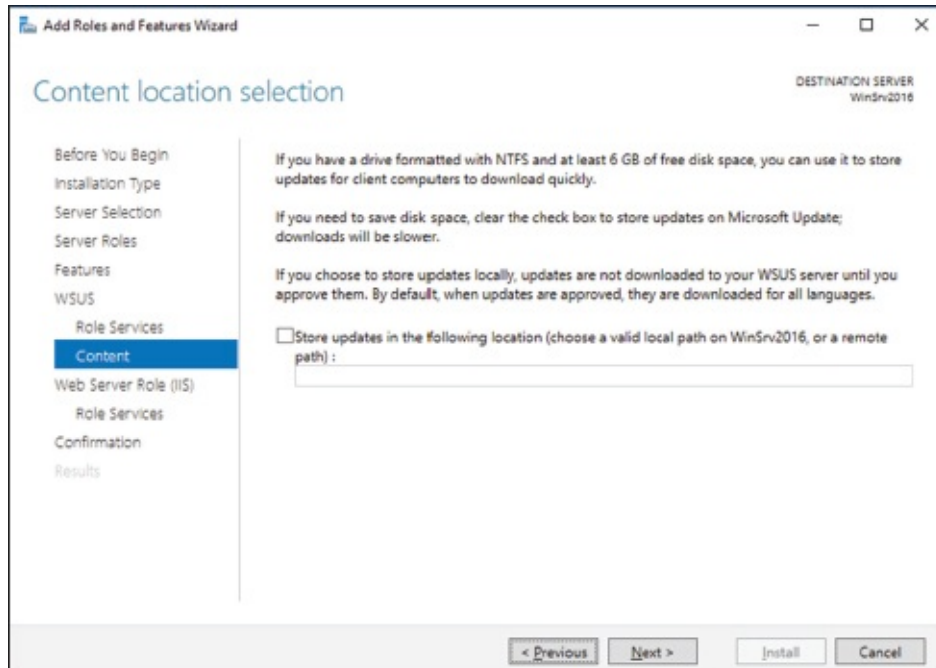 Add Roles and Features Wizard
Content location selection
DESTINATION SERVER
WinSrv2016
Before You Begin
Installation Type
Server Selection
Server Roles
Features
WSUS
Role Services
Content
Web Server Role (IIS)
Role Services
Confirmation
Results
If you have a drive formatted with NTFS and at least 6 GB of free disk space, you can use it to store
updates for client computers to download quickly.
If you need to save disk space, clear the check box to store updates on Microsoft Update;
downloads will be slower.
If you choose to store updates locally, updates are not downloaded to your WSUS server until you
approve them. By default, when updates are approved, they are downloaded for all languages.
Store updates in the following location (choose a valid local path on WinSrv2016, or a remote
path) :
< Previous
Next >
Install
Cancel